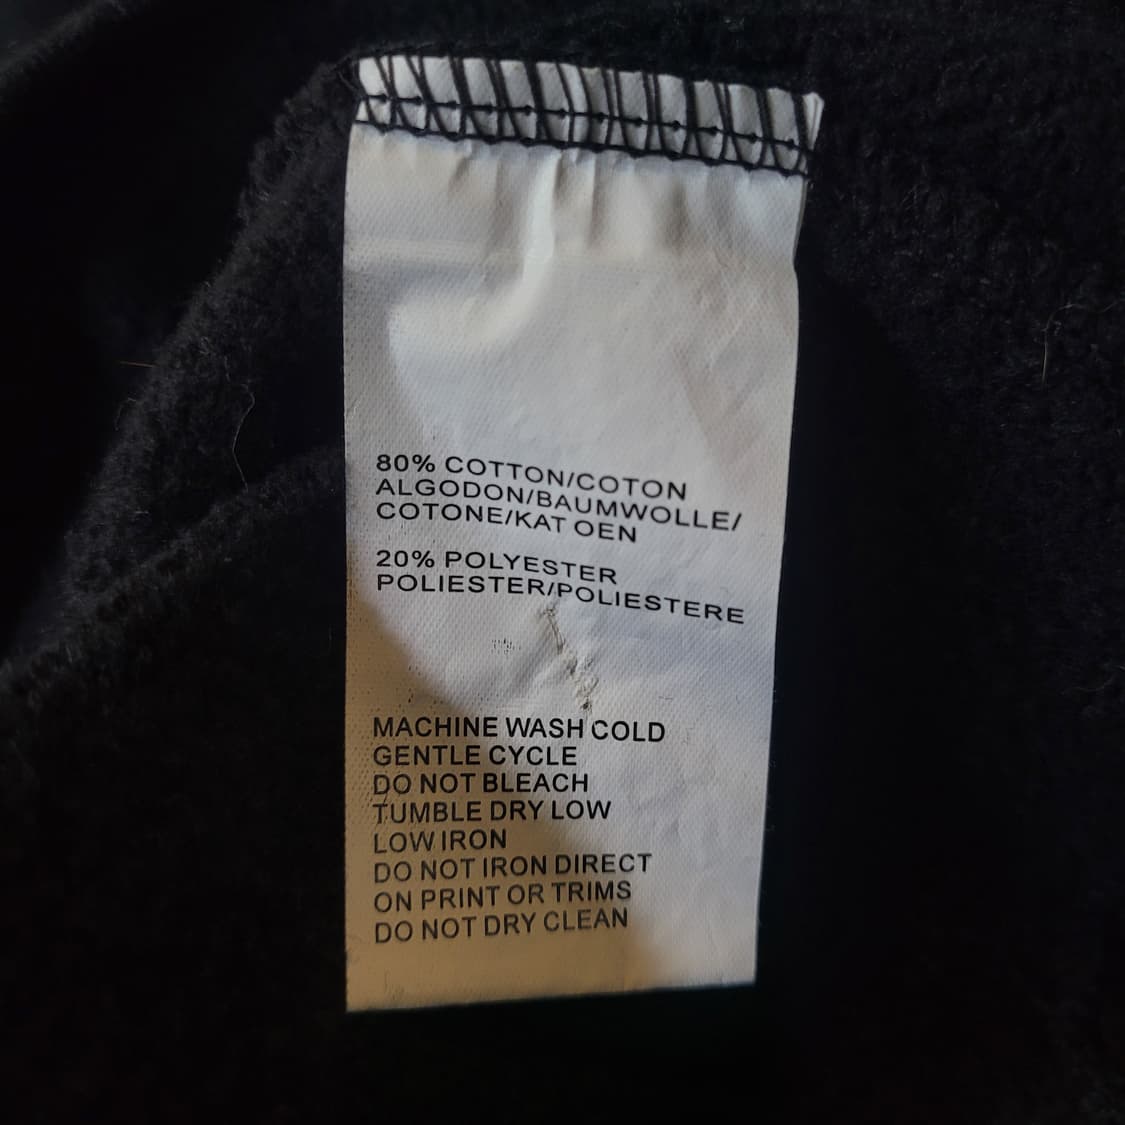 80% COTTON/COTON
ALGODON/BAUMWOLLE/
COTONE/KAT OEN
20% POLYESTER
POLIESTER/POLIESTERE
MACHINE WASH COLD
GENTLE CYCLE
DO NOT BLEACH
TUMBLE DRY LOW
LOW IRON
DO NOT IRON DIRECT
ON PRINT OR TRIMS
DO NOT DRY CLEAN